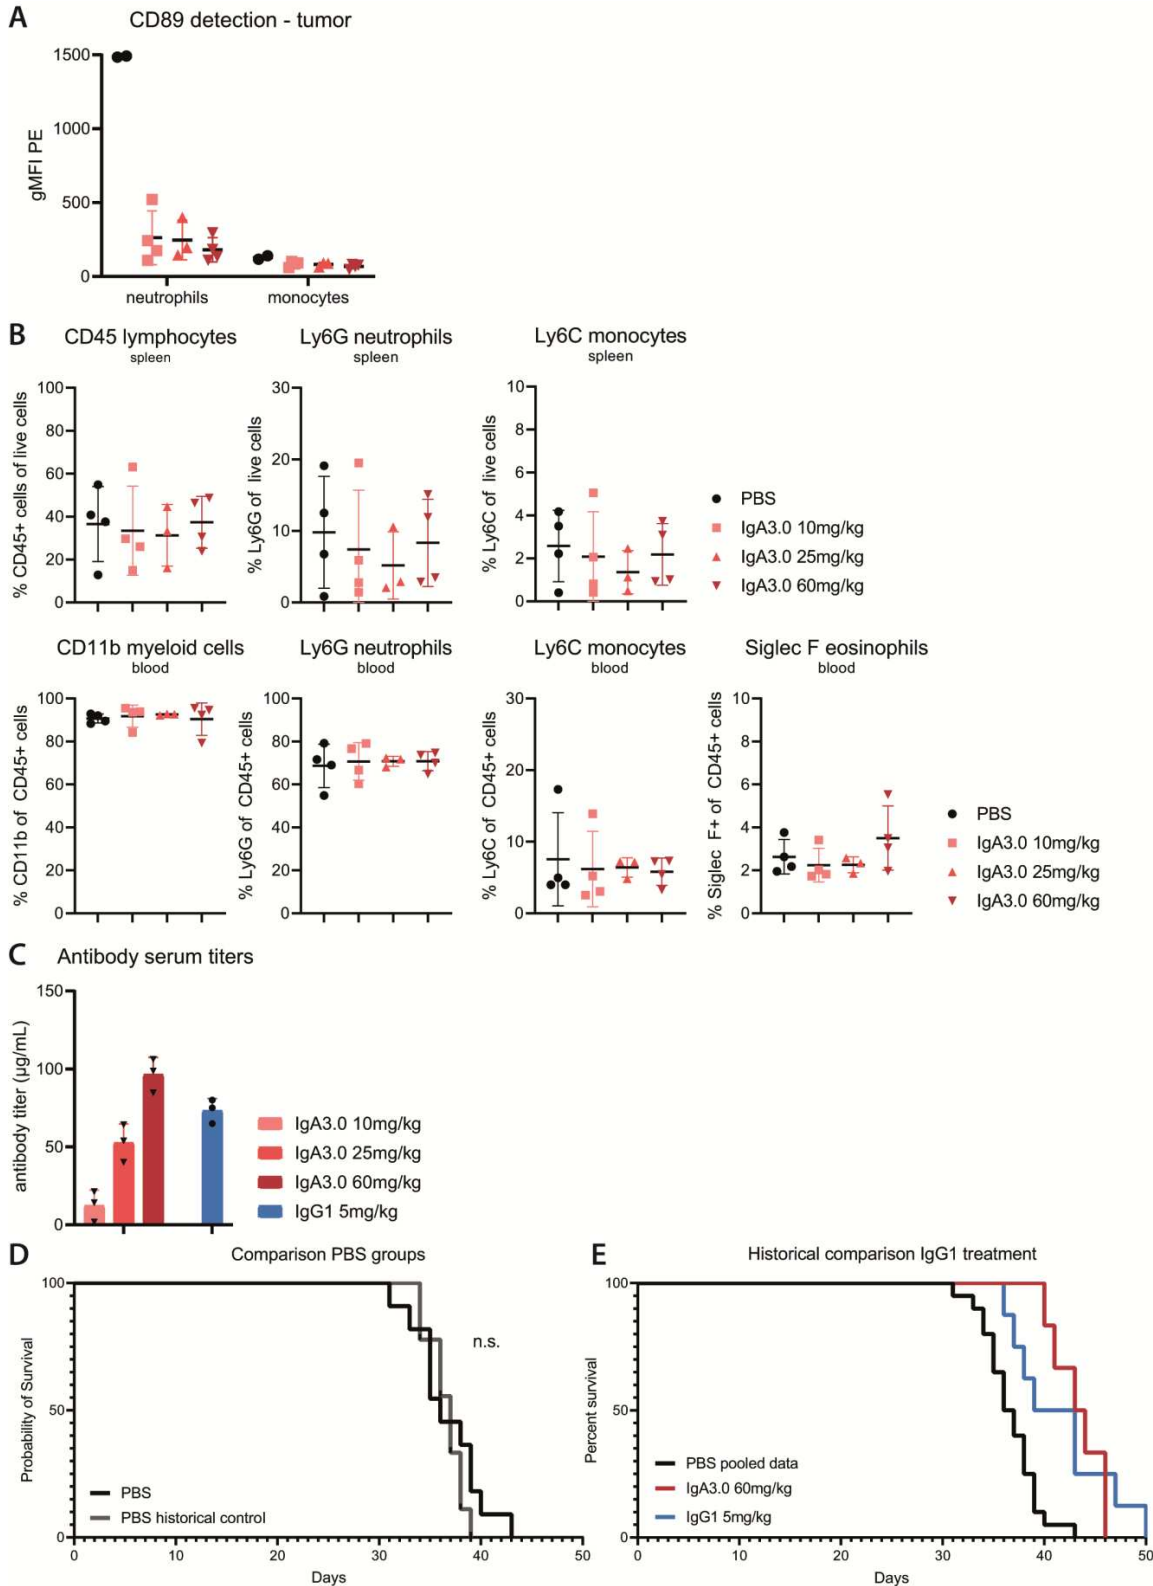 A
CD89 detection - tumor
gMFI PE
1500
1000
500
0
neutrophils
monocytes
B
CD45 lymphocytes
spleen
% CD45+ cells of live cells
100
80
60
40
20
0
Ly6G neutrophils
spleen
% Ly6G of live cells
30
20
10
0
Ly6C monocytes
spleen
% Ly6C of live cells
10
8
6
4
2
0
PBS
IgA3.0 10mg/kg
IgA3.0 25mg/kg
IgA3.0 60mg/kg
CD11b myeloid cells
blood
% CD11b of CD45+ cells
100
80
60
40
20
0
Ly6G neutrophils
blood
% Ly6G of CD45+ cells
100
80
60
40
20
0
Ly6C monocytes
blood
% Ly6C of CD45+ cells
30
20
10
0
Siglec F eosinophils
blood
% Siglec F+ of CD45+ cells
10
8
6
4
2
0
PBS
IgA3.0 10mg/kg
IgA3.0 25mg/kg
IgA3.0 60mg/kg
C
Antibody serum titers
antibody titer (µg/mL)
150
100
50
0
IgA3.0 10mg/kg
IgA3.0 25mg/kg
IgA3.0 60mg/kg
IgG1 5mg/kg
D
Comparison PBS groups
Probability of Survival
100
50
0
n.s.
PBS
PBS historical control
0 10 20 30 40 50
Days
E
Historical comparison IgG1 treatment
Percent survival
100
50
0
PBS pooled data
IgA3.0 60mg/kg
IgG1 5mg/kg
0 10 20 30 40 50
Days